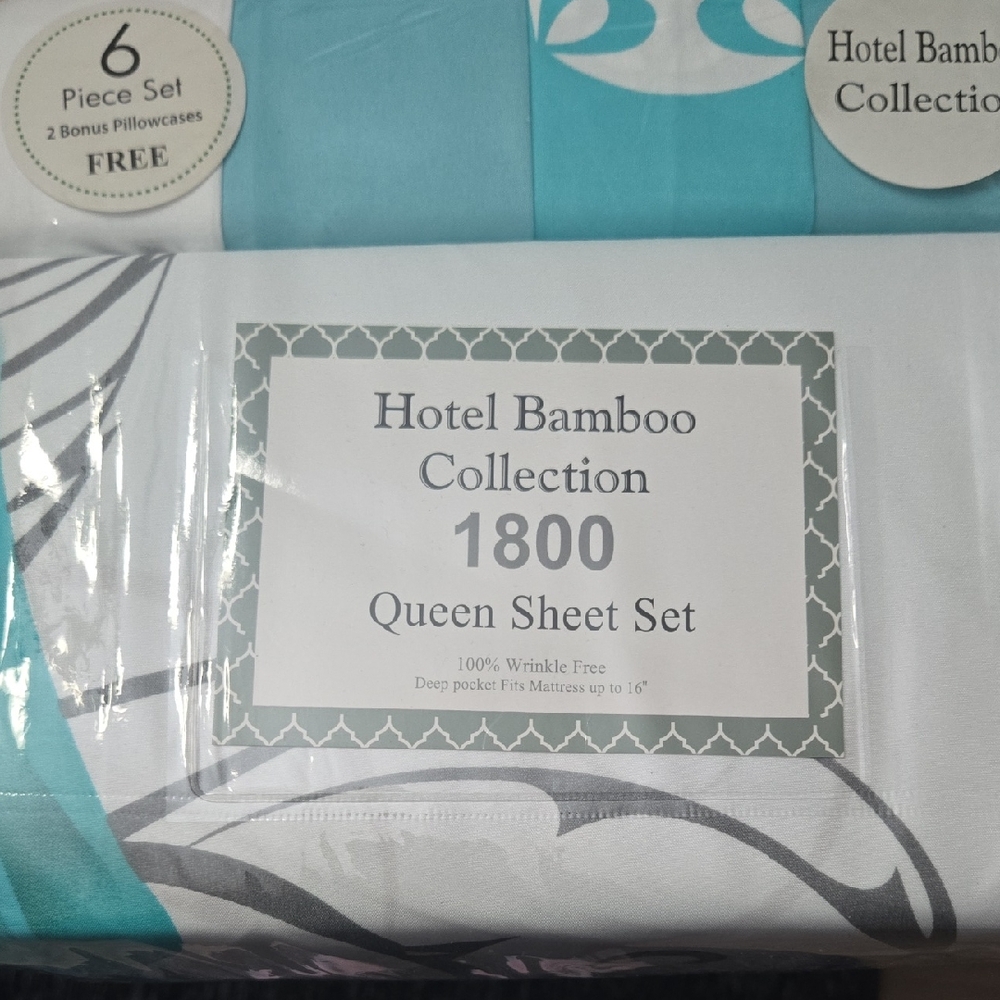 6
Piece Set
2 Bonus Pillowcases
FREE
Hotel Bamb
Collectio
Hotel Bamboo
Collection
1800
Queen Sheet Set
100% Wrinkle Free
Deep pocket Fits Mattress up to 16"